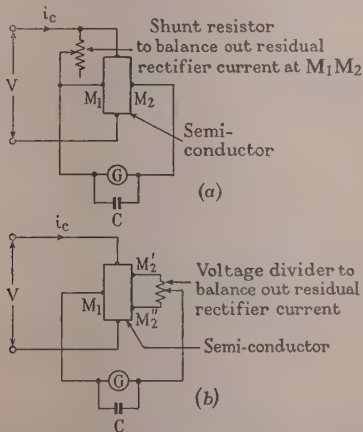 i_c
Shunt resistor
to balance out residual
rectifier current at M₁M₂
V
M₁ M₂
Semi-
conductor
G
(a)
C
i_c
M₂′
Voltage divider to
balance out residual
rectifier current
V
M₁
M₂″
Semi-conductor
G
(b)
C